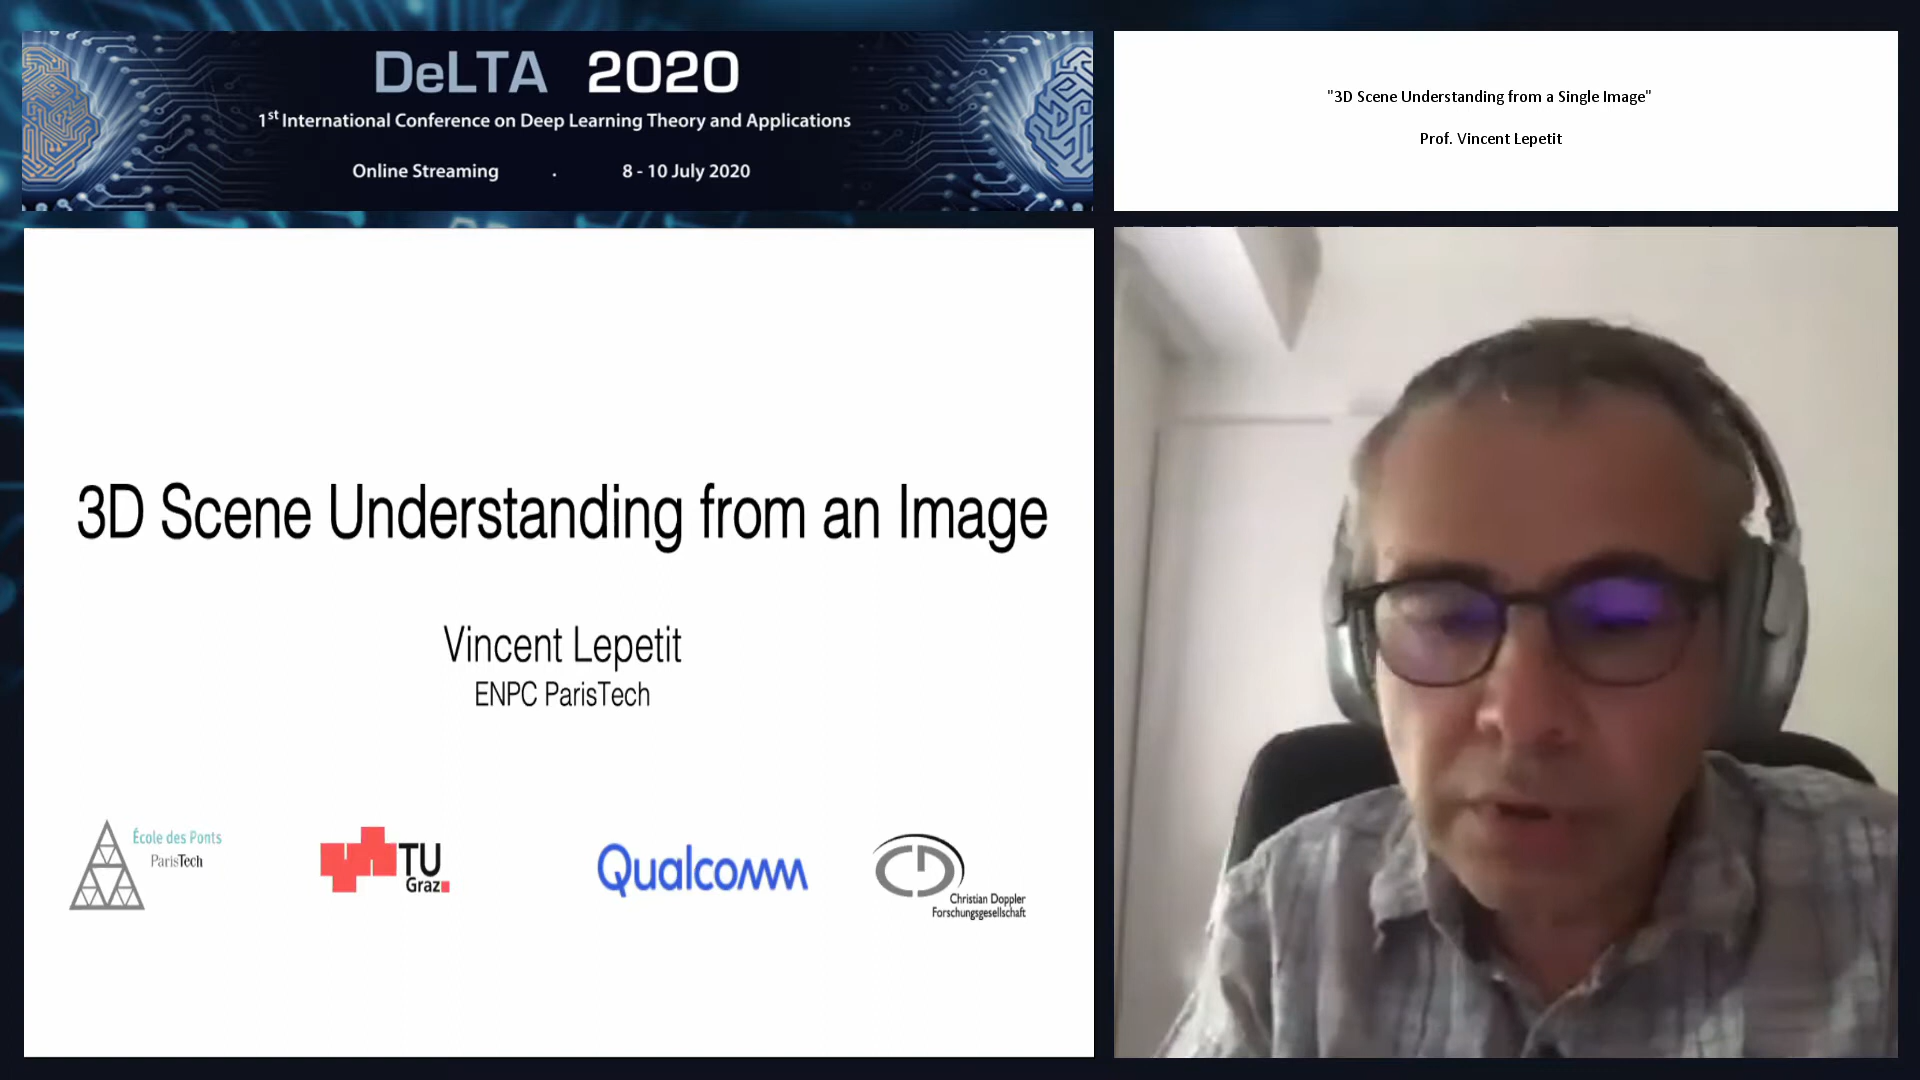 DeLTA 2020
1st International Conference on Deep Learning Theory and Applications
Online Streaming . 8 - 10 July 2020
"3D Scene Understanding from a Single Image"
Prof. Vincent Lepetit
3D Scene Understanding from an Image
Vincent Lepetit
ENPC ParisTech
École des Ponts
ParisTech
TU
Graz
Qualcomm
CD
Christian Doppler
Forschungsgesellschaft